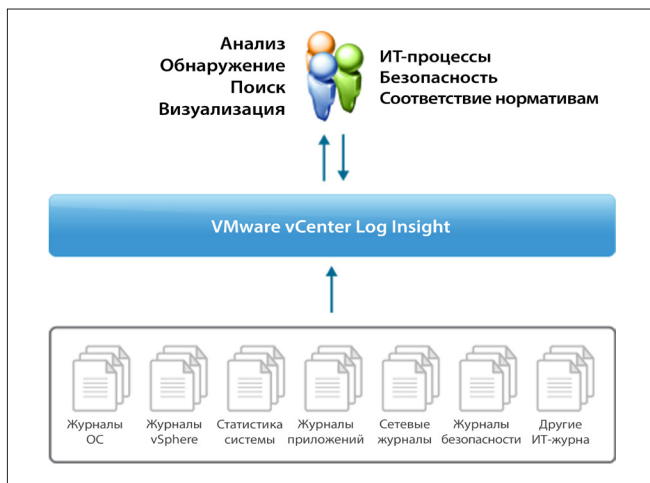 Анализ
Обнаружение
Поиск
Визуализация
ИТ-процессы
Безопасность
Соответствие нормативам
VMware vCenter Log Insight
Журналы
ОС
Журналы
vSphere
Статистика
системы
Журналы
приложений
Сетевые
журналы
Журналы
безопасности
Другие
ИТ-журна